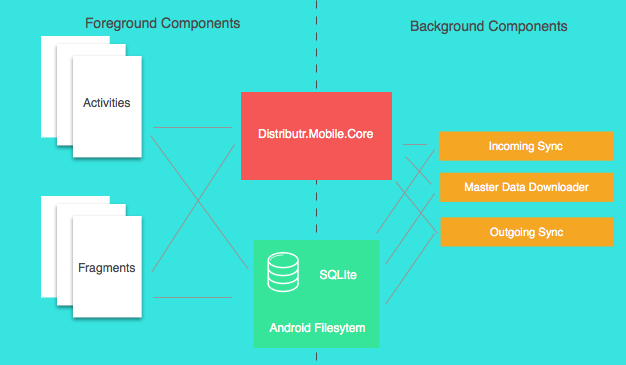 Foreground Components
Background Components
Activities
Distributr.Mobile.Core
Incoming Sync
Master Data Downloader
Outgoing Sync
Fragments
SQLite
Android Filesytem